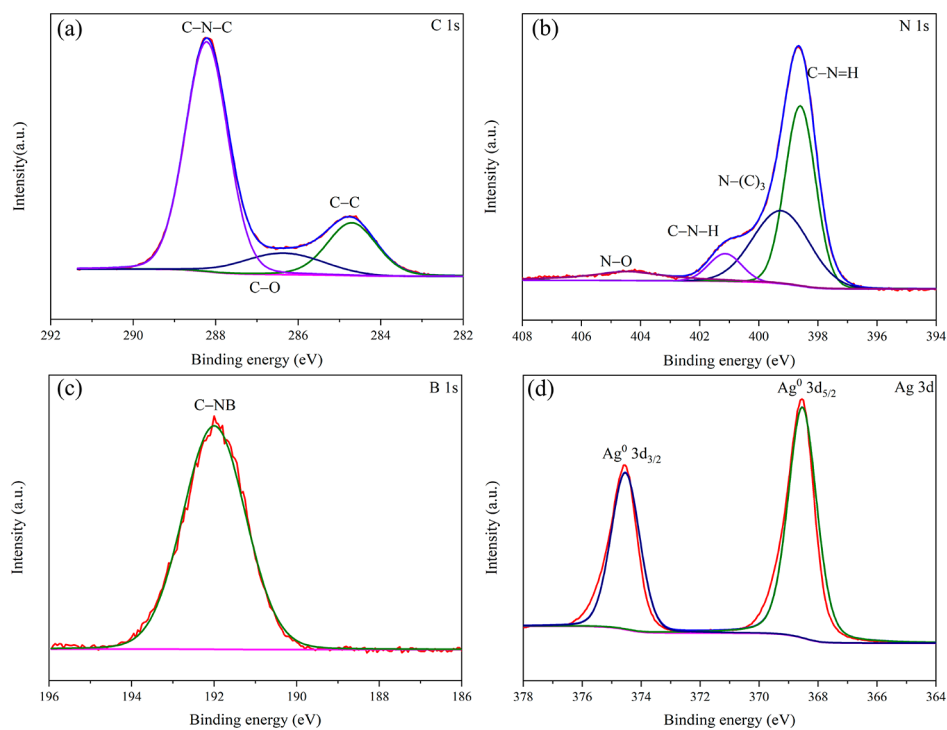 (a)
C 1s
C−N−C
C−C
C−O
Intensity(a.u.)
292 290 288 286 284 282
Binding energy (eV)
(b)
N 1s
C−N=H
N−(C)3
C−N−H
N−O
Intensity (a.u.)
408 406 404 402 400 398 396 394
Binding energy (eV)
(c)
B 1s
C−NB
Intensity (a.u.)
196 194 192 190 188 186
Binding energy (eV)
(d)
Ag 3d
Ag⁰ 3d5/2
Ag⁰ 3d3/2
Intensity (a.u.)
378 376 374 372 370 368 366 364
Binding energy (eV)